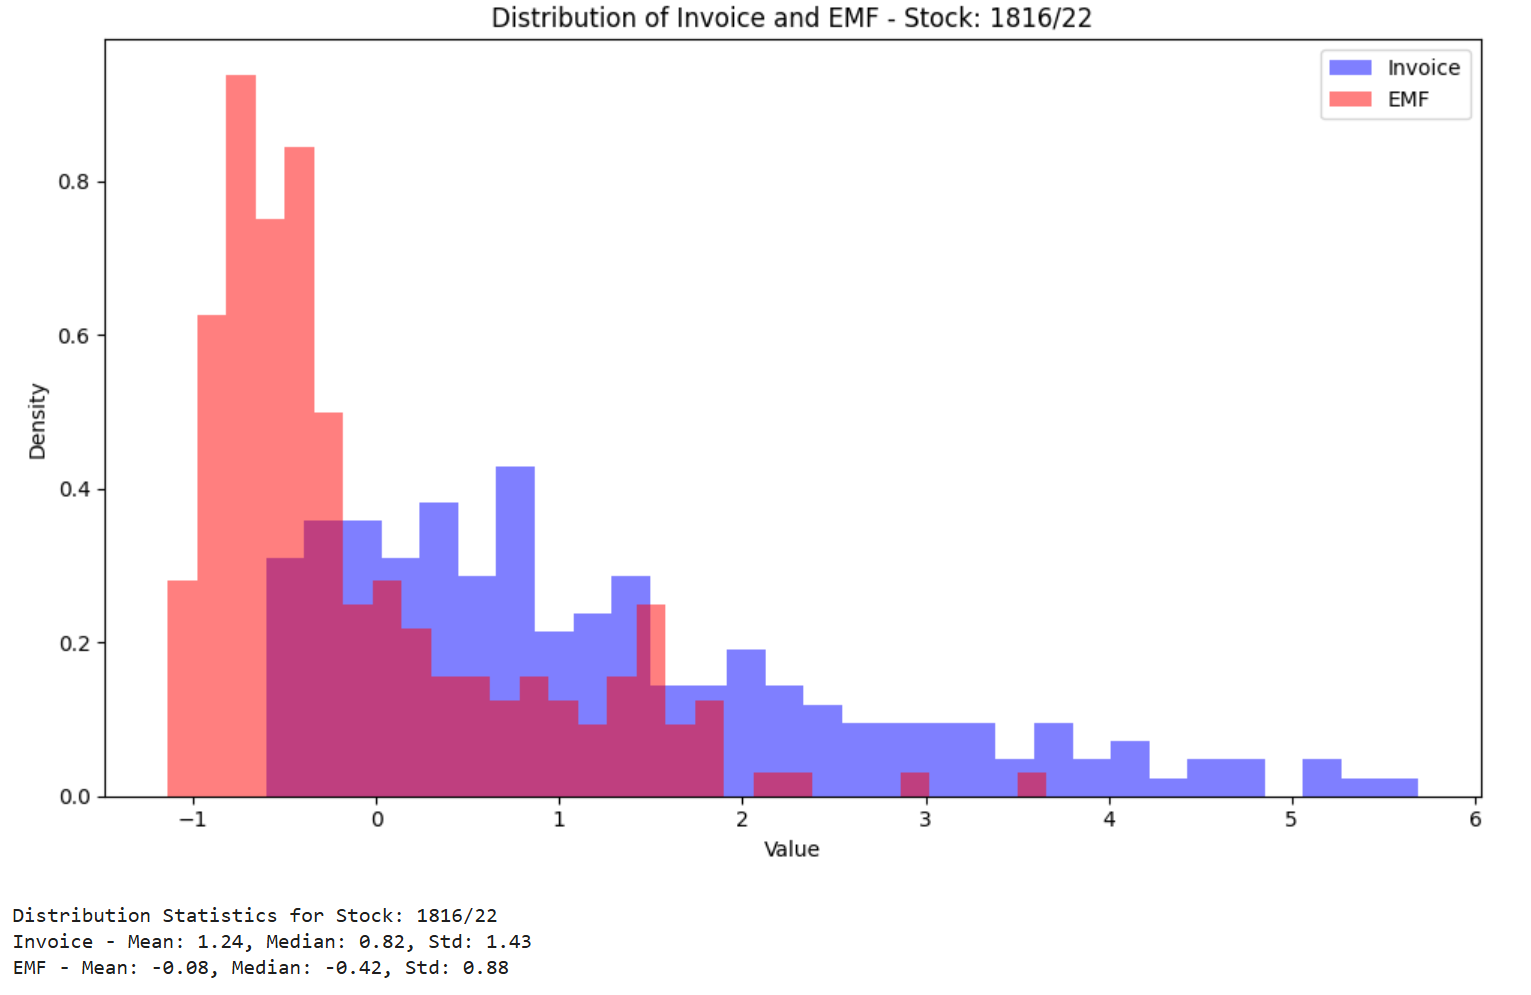 Distribution of Invoice and EMF - Stock: 1816/22
Invoice
EMF
0.8
0.6
0.4
0.2
0.0
Density
−1 0 1 2 3 4 5 6
Value
Distribution Statistics for Stock: 1816/22
Invoice - Mean: 1.24, Median: 0.82, Std: 1.43
EMF - Mean: -0.08, Median: -0.42, Std: 0.88